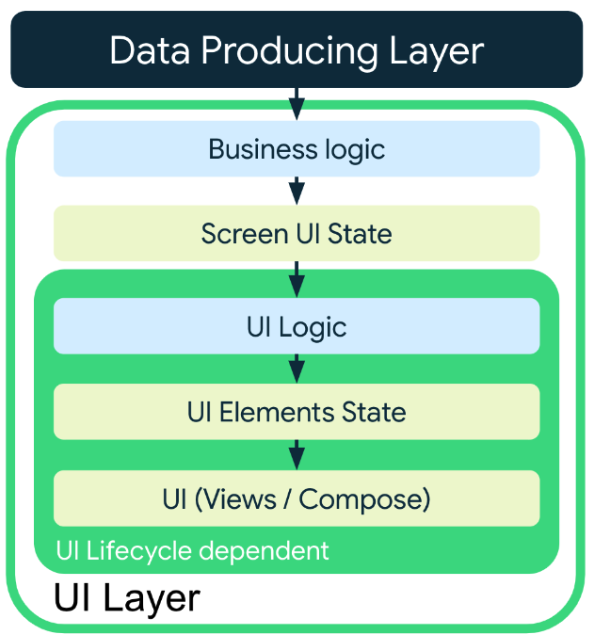 Data Producing Layer
Business logic
Screen UI State
UI Logic
UI Elements State
UI (Views / Compose)
UI Lifecycle dependent
UI Layer